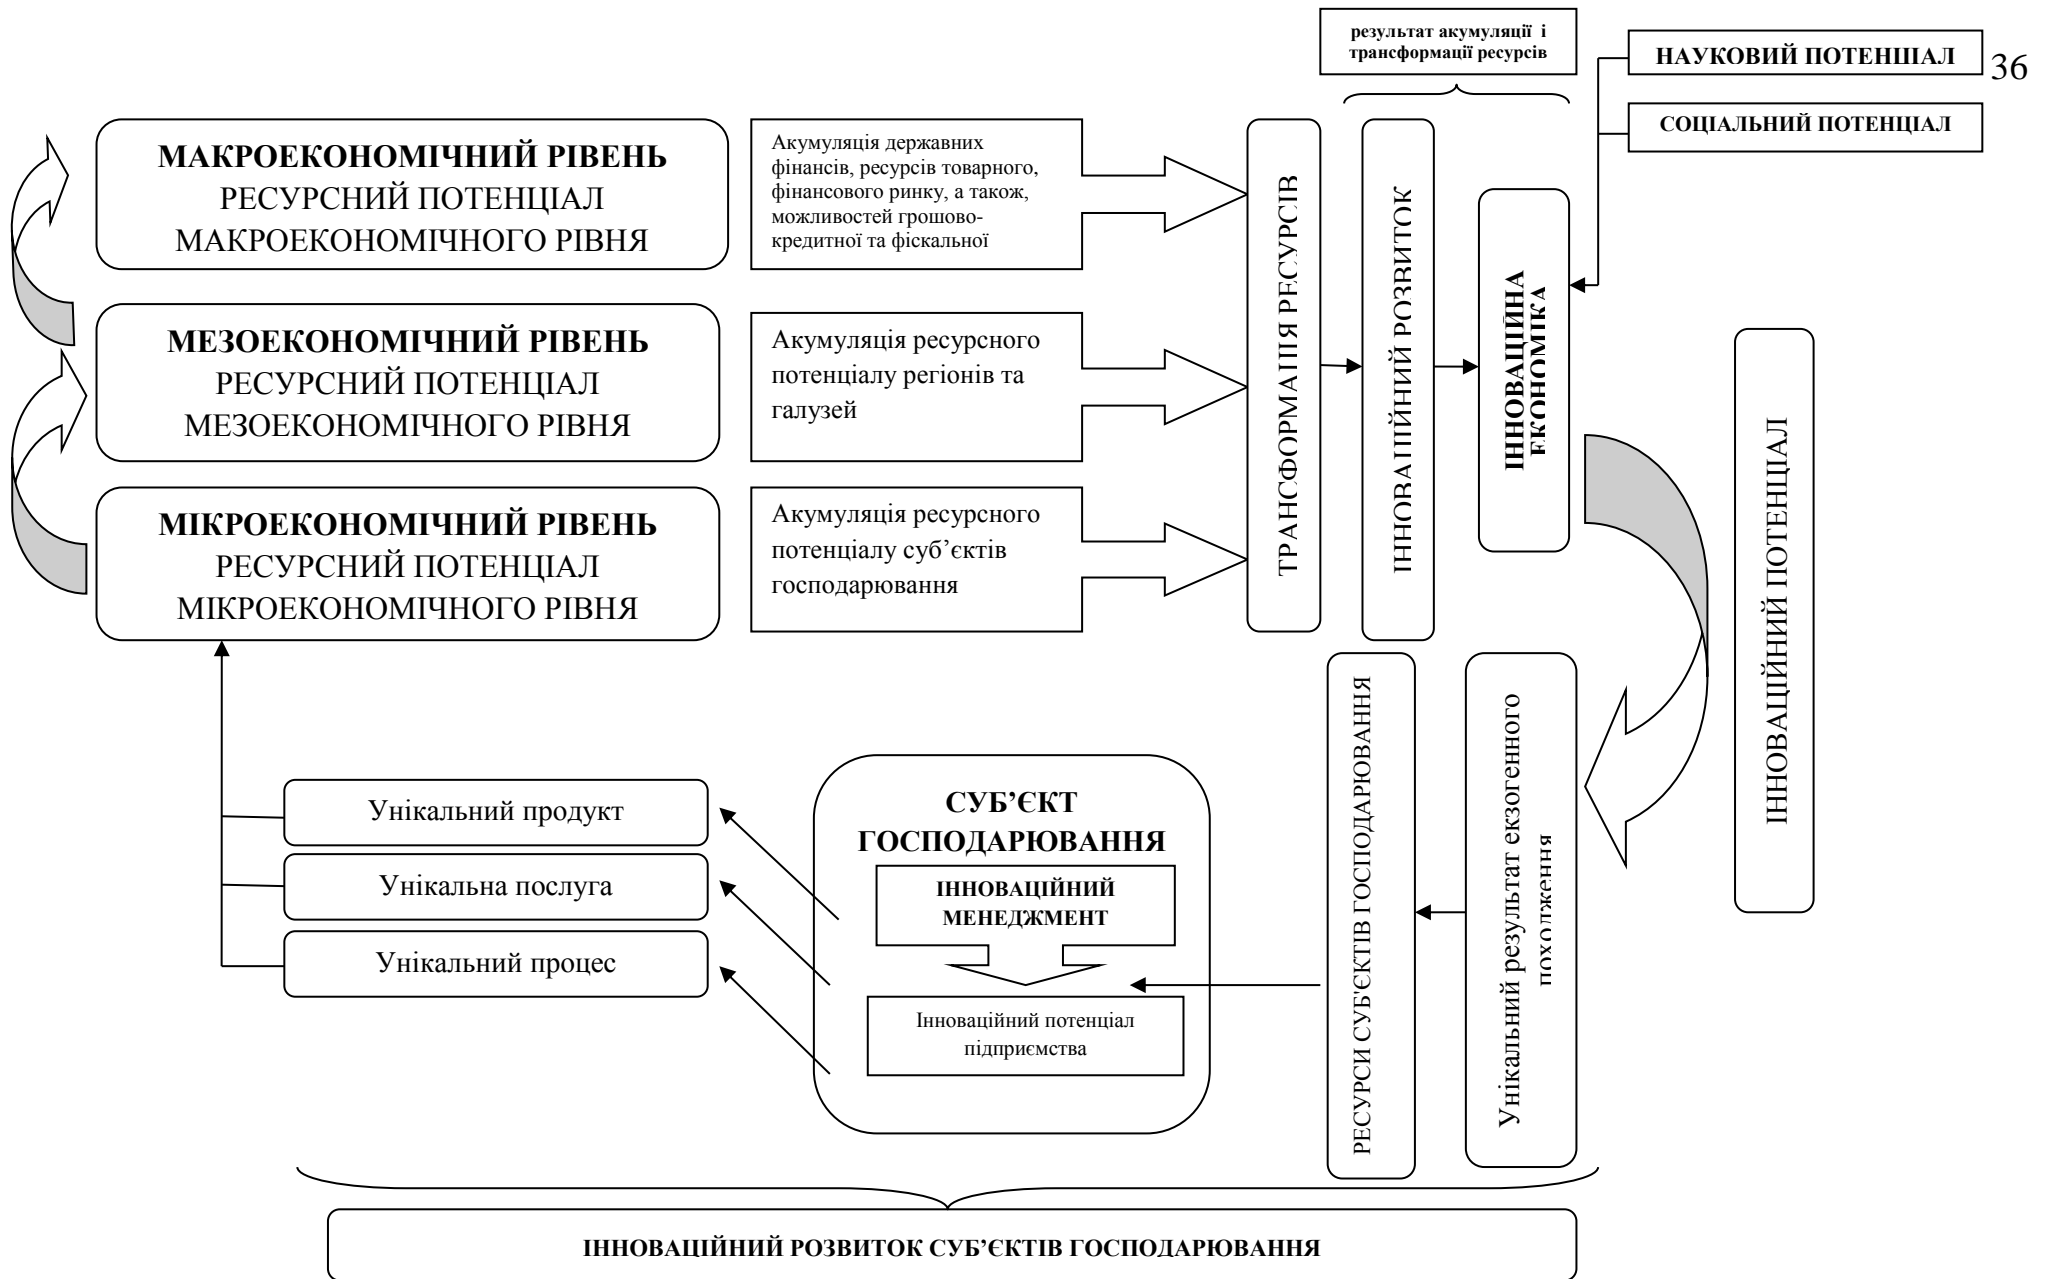 результат акумуляції і
трансформації ресурсів
НАУКОВИЙ ПОТЕНЦІАЛ
36
СОЦІАЛЬНИЙ ПОТЕНЦІАЛ
МАКРОЕКОНОМІЧНИЙ РІВЕНЬ
РЕСУРСНИЙ ПОТЕНЦІАЛ
МАКРОЕКОНОМІЧНОГО РІВНЯ
Акумуляція державних
фінансів, ресурсів товарного,
фінансового ринку, а також,
можливостей грошово-
кредитної та фіскальної
МЕЗОЕКОНОМІЧНИЙ РІВЕНЬ
РЕСУРСНИЙ ПОТЕНЦІАЛ
МЕЗОЕКОНОМІЧНОГО РІВНЯ
Акумуляція ресурсного
потенціалу регіонів та
галузей
МІКРОЕКОНОМІЧНИЙ РІВЕНЬ
РЕСУРСНИЙ ПОТЕНЦІАЛ
МІКРОЕКОНОМІЧНОГО РІВНЯ
Акумуляція ресурсного
потенціалу суб’єктів
господарювання
ТРАНСФОРМАЦІЯ РЕСУРСІВ
ІННОВАЦІЙНИЙ РОЗВИТОК
ІННОВАЦІЙНА
ЕКОНОМІКА
ІННОВАЦІЙНИЙ ПОТЕНЦІАЛ
Унікальний результат екзогенного
походження
РЕСУРСИ СУБ'ЄКТІВ ГОСПОДАРЮВАННЯ
СУБ’ЄКТ
ГОСПОДАРЮВАННЯ
ІННОВАЦІЙНИЙ
МЕНЕДЖМЕНТ
Інноваційний потенціал
підприємства
Унікальний продукт
Унікальна послуга
Унікальний процес
ІННОВАЦІЙНИЙ РОЗВИТОК СУБ’ЄКТІВ ГОСПОДАРЮВАННЯ